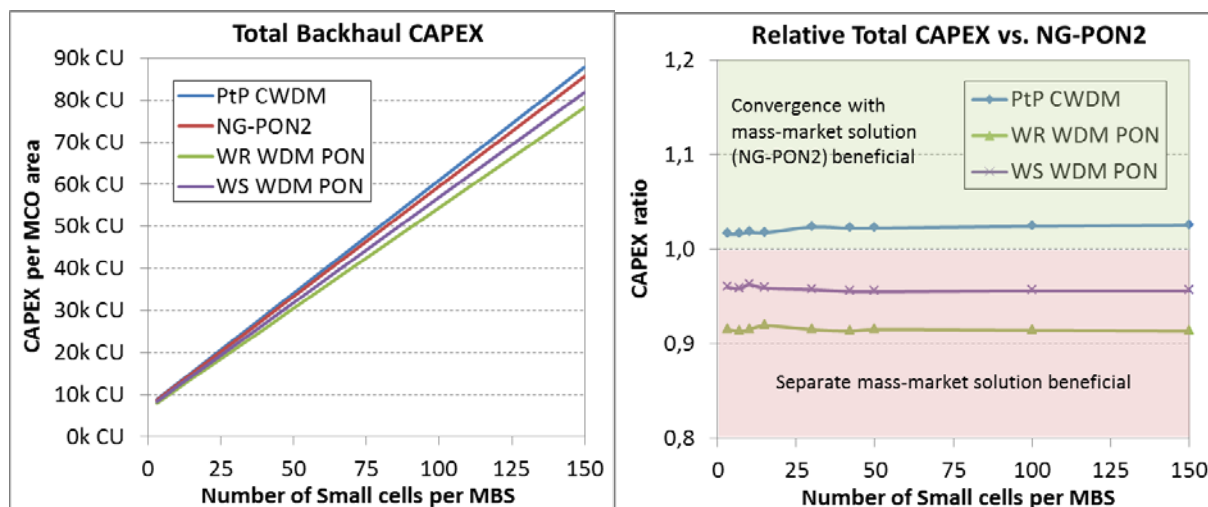 Total Backhaul CAPEX
90k CU
80k CU
70k CU
60k CU
50k CU
40k CU
30k CU
20k CU
10k CU
0k CU
CAPEX per MCO area
PtP CWDM
NG-PON2
WR WDM PON
WS WDM PON
0 25 50 75 100 125 150
Number of Small cells per MBS
Relative Total CAPEX vs. NG-PON2
1,2
1,1
1,0
0,9
0,8
CAPEX ratio
Convergence with
mass-market solution
(NG-PON2) beneficial
PtP CWDM
WR WDM PON
WS WDM PON
Separate mass-market solution beneficial
0 25 50 75 100 125 150
Number of Small cells per MBS